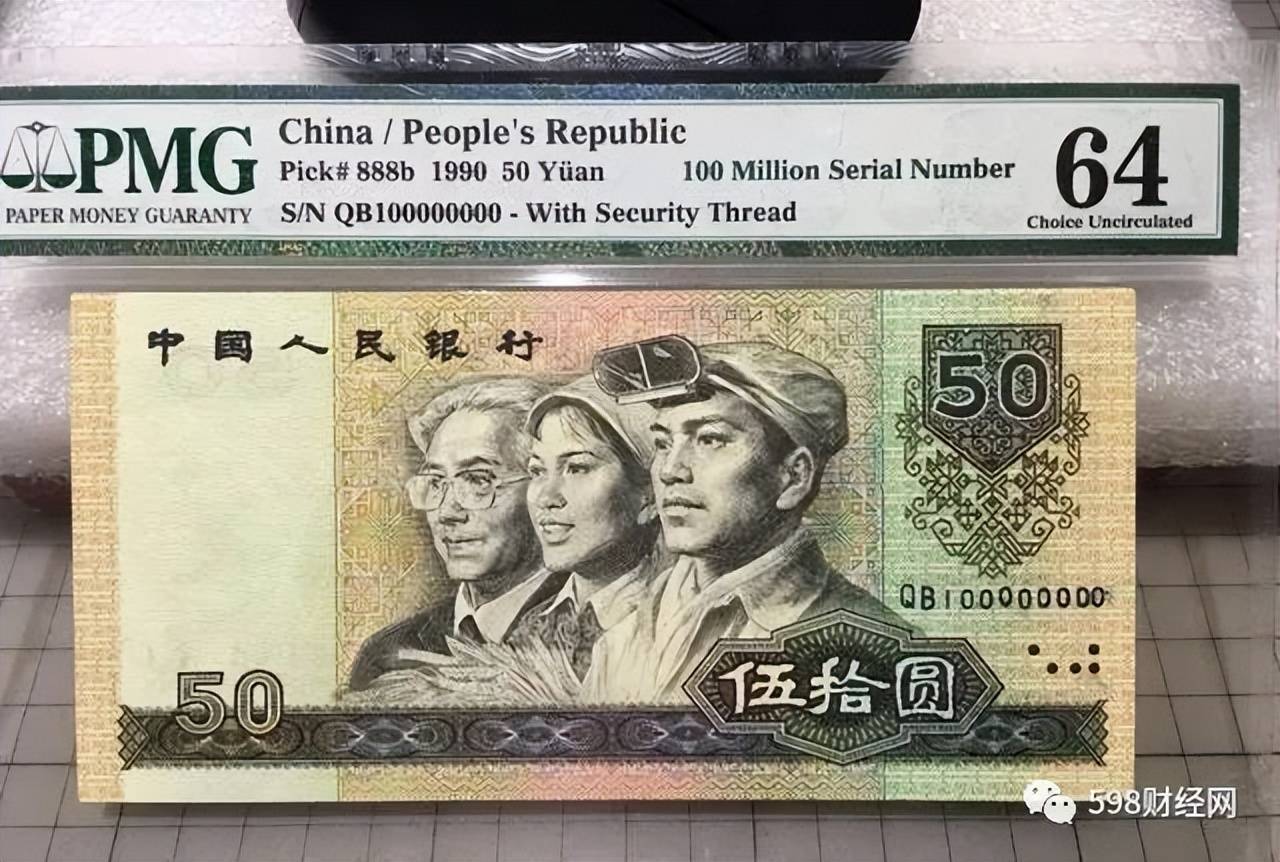 PMG
PAPER MONEY GUARANTY
China / People's Republic
Pick# 888b 1990 50 Yüan 100 Million Serial Number
S/N QB100000000 - With Security Thread
64
Choice Uncirculated
中国人民银行
50
QB100000000
伍拾圆
50
598财经网